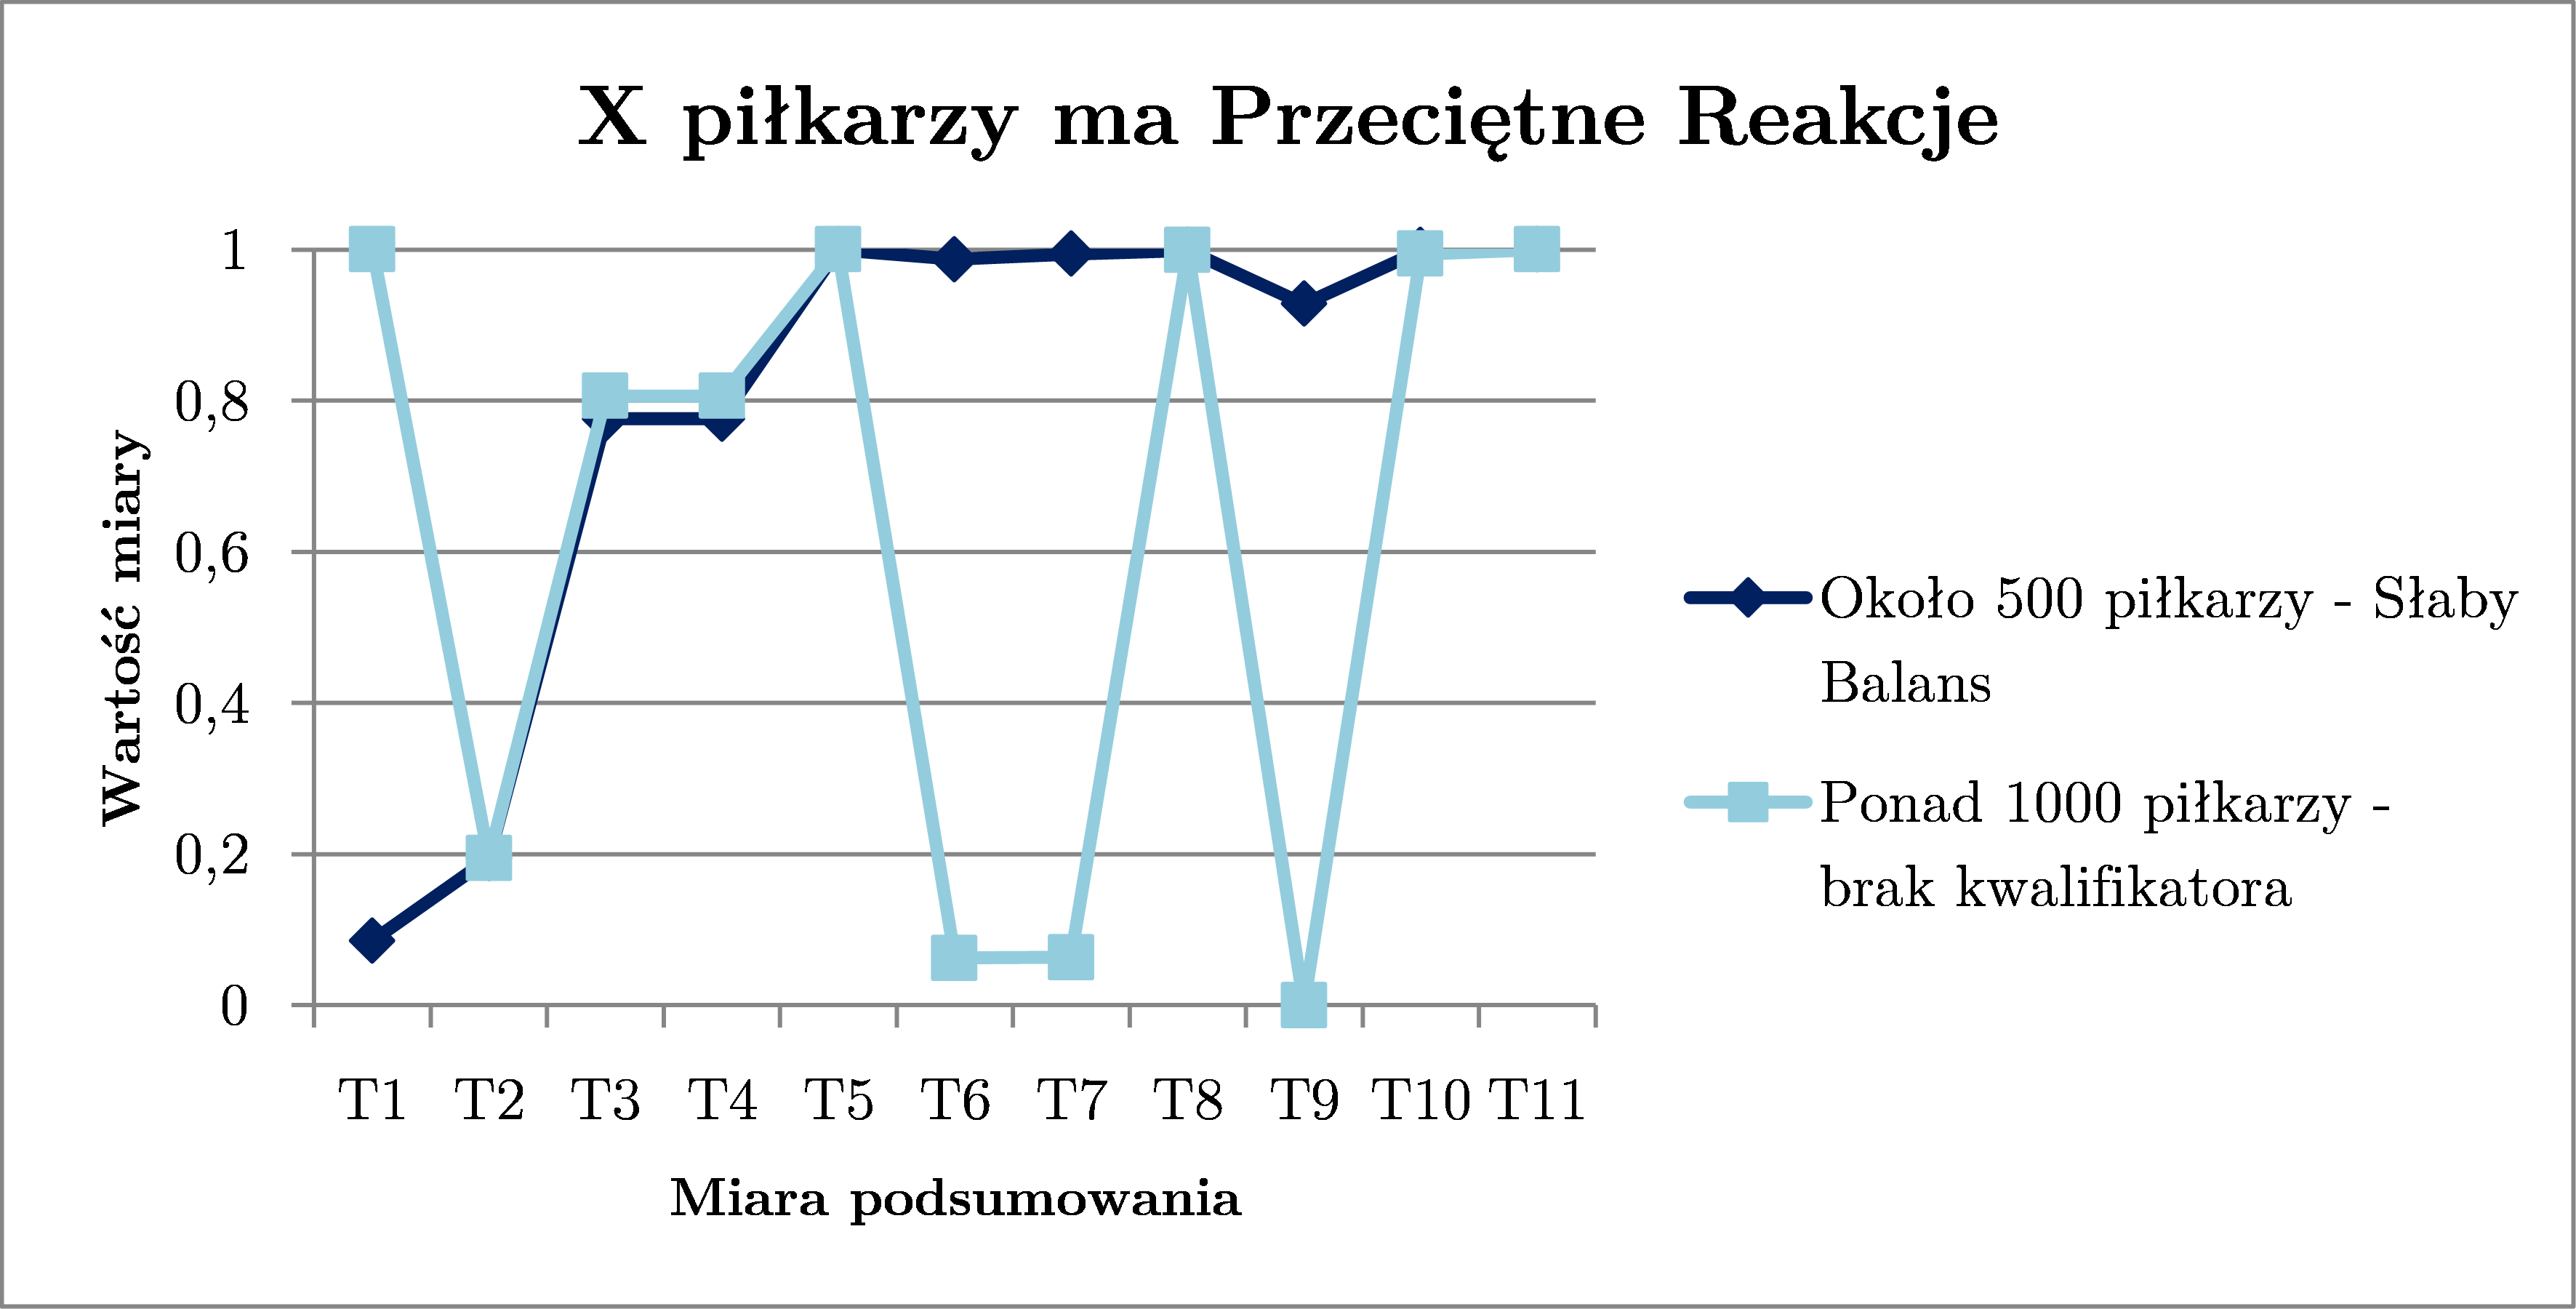 X piłkarzy ma Przeciętne Reakcje
1
0,8
0,6
0,4
0,2
0
Wartość miary
T1 T2 T3 T4 T5 T6 T7 T8 T9 T10 T11
Miara podsumowania
Około 500 piłkarzy - Słaby
Balans
Ponad 1000 piłkarzy -
brak kwalifikatora